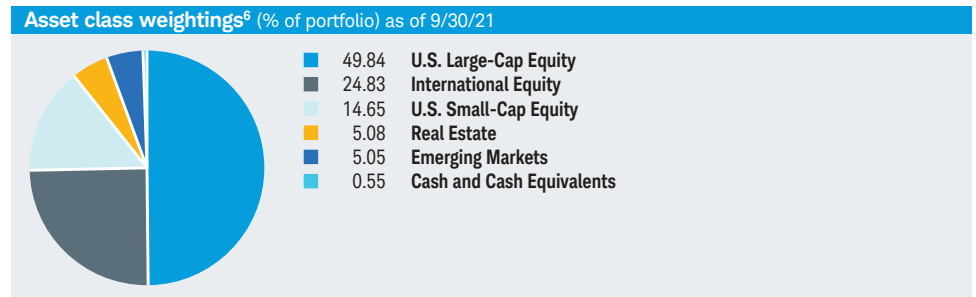 Asset class weightings⁶ (% of portfolio) as of 9/30/21
49.84 U.S. Large-Cap Equity
24.83 International Equity
14.65 U.S. Small-Cap Equity
5.08 Real Estate
5.05 Emerging Markets
0.55 Cash and Cash Equivalents